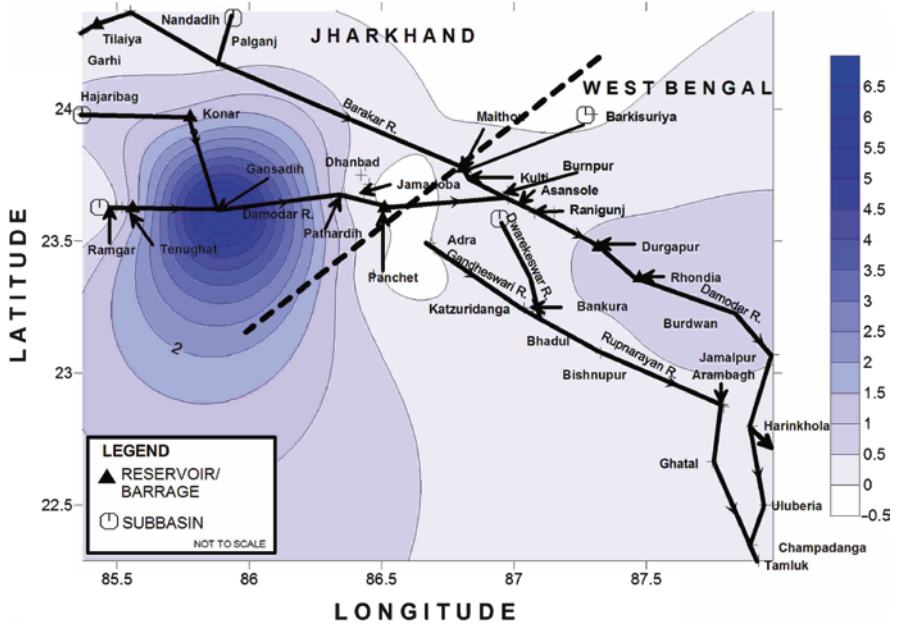 Nandadih
JHARKHAND
Tilaiya
Palganj
Garhi
WEST BENGAL
Hajaribag
24
Konar
Barakar R.
Maithon
Barkisuriya
Dhanbad
Burnpur
Gansadih
Kulti
Jamadoba
Asansole
Damodar R.
Ranigunj
Pathardih
Dwarekeswar R.
LATITUDE
23.5
Ramgar
Tenughat
Adra
Durgapur
Panchet
Gandheswari R.
Rhondia
Katzuridanga
Bankura
Damodar R.
Burdwan
Bhadul
Rupnarayan R.
2
Jamalpur
23
Bishnupur
Arambagh
Harinkhola
LEGEND
RESERVOIR/
BARRAGE
SUBBASIN
NOT TO SCALE
Ghatal
22.5
Uluberia
Champadanga
Tamluk
85.5 86 86.5 87 87.5
LONGITUDE
6.5
6
5.5
5
4.5
4
3.5
3
2.5
2
1.5
1
0.5
0
-0.5